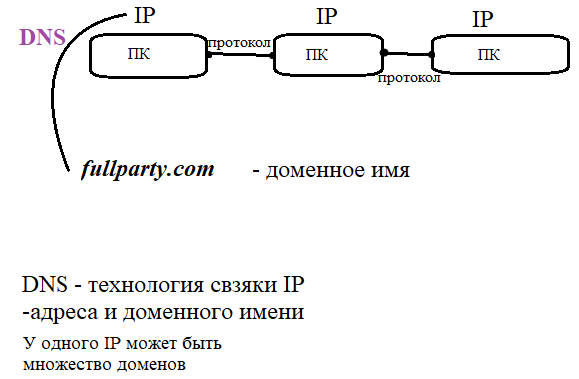 IP IP IP
DNS
ПК протокол ПК протокол ПК
fullparty.com - доменное имя
DNS - технология свзяки IP
-адреса и доменного имени
У одного IP может быть
множество доменов